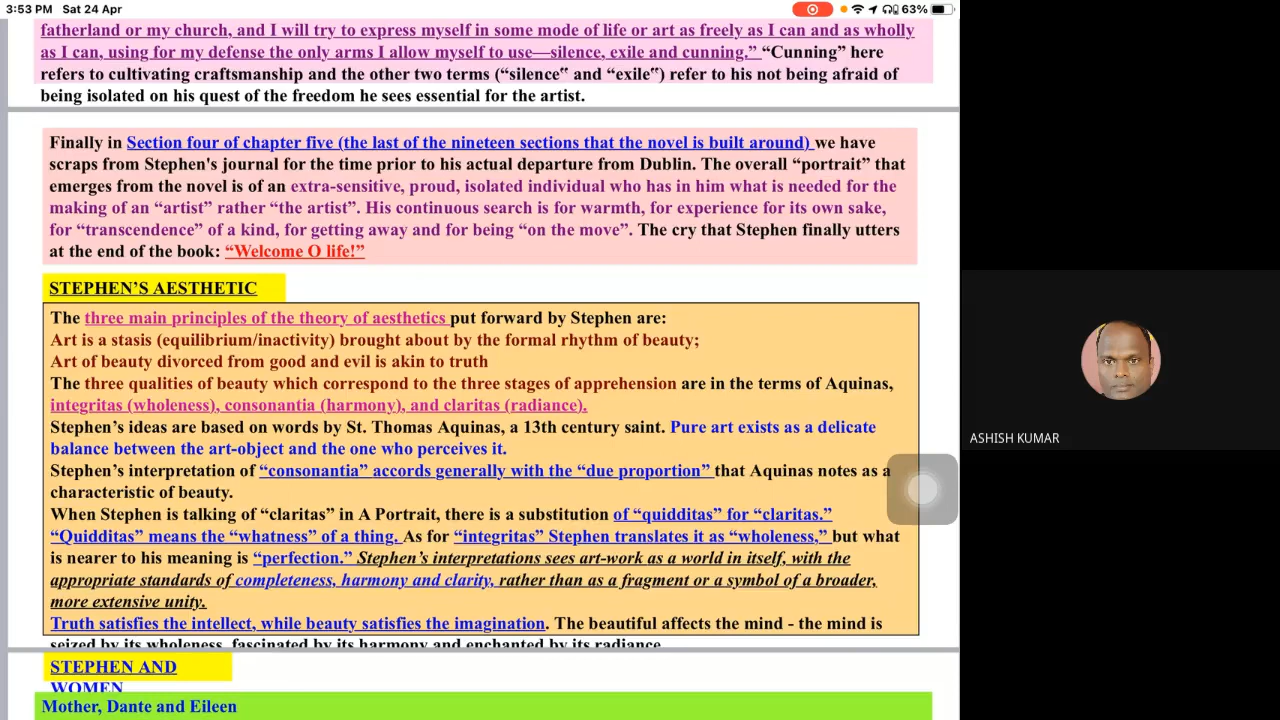 3:53 PM Sat 24 Apr
63%
fatherland or my church, and I will try to express myself in some mode of life or art as freely as I can and as wholly
as I can, using for my defense the only arms I allow myself to use—silence, exile and cunning.” “Cunning” here
refers to cultivating craftsmanship and the other two terms (“silence‟ and “exile‟) refer to his not being afraid of
being isolated on his quest of the freedom he sees essential for the artist.
Finally in Section four of chapter five (the last of the nineteen sections that the novel is built around) we have
scraps from Stephen's journal for the time prior to his actual departure from Dublin. The overall “portrait” that
emerges from the novel is of an extra-sensitive, proud, isolated individual who has in him what is needed for the
making of an “artist” rather “the artist”. His continuous search is for warmth, for experience for its own sake,
for “transcendence” of a kind, for getting away and for being “on the move”. The cry that Stephen finally utters
at the end of the book: “Welcome O life!”
STEPHEN’S AESTHETIC
The three main principles of the theory of aesthetics put forward by Stephen are:
Art is a stasis (equilibrium/inactivity) brought about by the formal rhythm of beauty;
Art of beauty divorced from good and evil is akin to truth
The three qualities of beauty which correspond to the three stages of apprehension are in the terms of Aquinas,
integritas (wholeness), consonantia (harmony), and claritas (radiance).
Stephen’s ideas are based on words by St. Thomas Aquinas, a 13th century saint. Pure art exists as a delicate
balance between the art-object and the one who perceives it.
Stephen’s interpretation of “consonantia” accords generally with the “due proportion” that Aquinas notes as a
characteristic of beauty.
When Stephen is talking of “claritas” in A Portrait, there is a substitution of “quidditas” for “claritas.”
“Quidditas” means the “whatness” of a thing. As for “integritas” Stephen translates it as “wholeness,” but what
is nearer to his meaning is “perfection.” Stephen’s interpretations sees art-work as a world in itself, with the
appropriate standards of completeness, harmony and clarity, rather than as a fragment or a symbol of a broader,
more extensive unity.
Truth satisfies the intellect, while beauty satisfies the imagination. The beautiful affects the mind - the mind is
seized by its wholeness, fascinated by its harmony and enchanted by its radiance.
STEPHEN AND
WOMEN
Mother, Dante and Eileen
ASHISH KUMAR